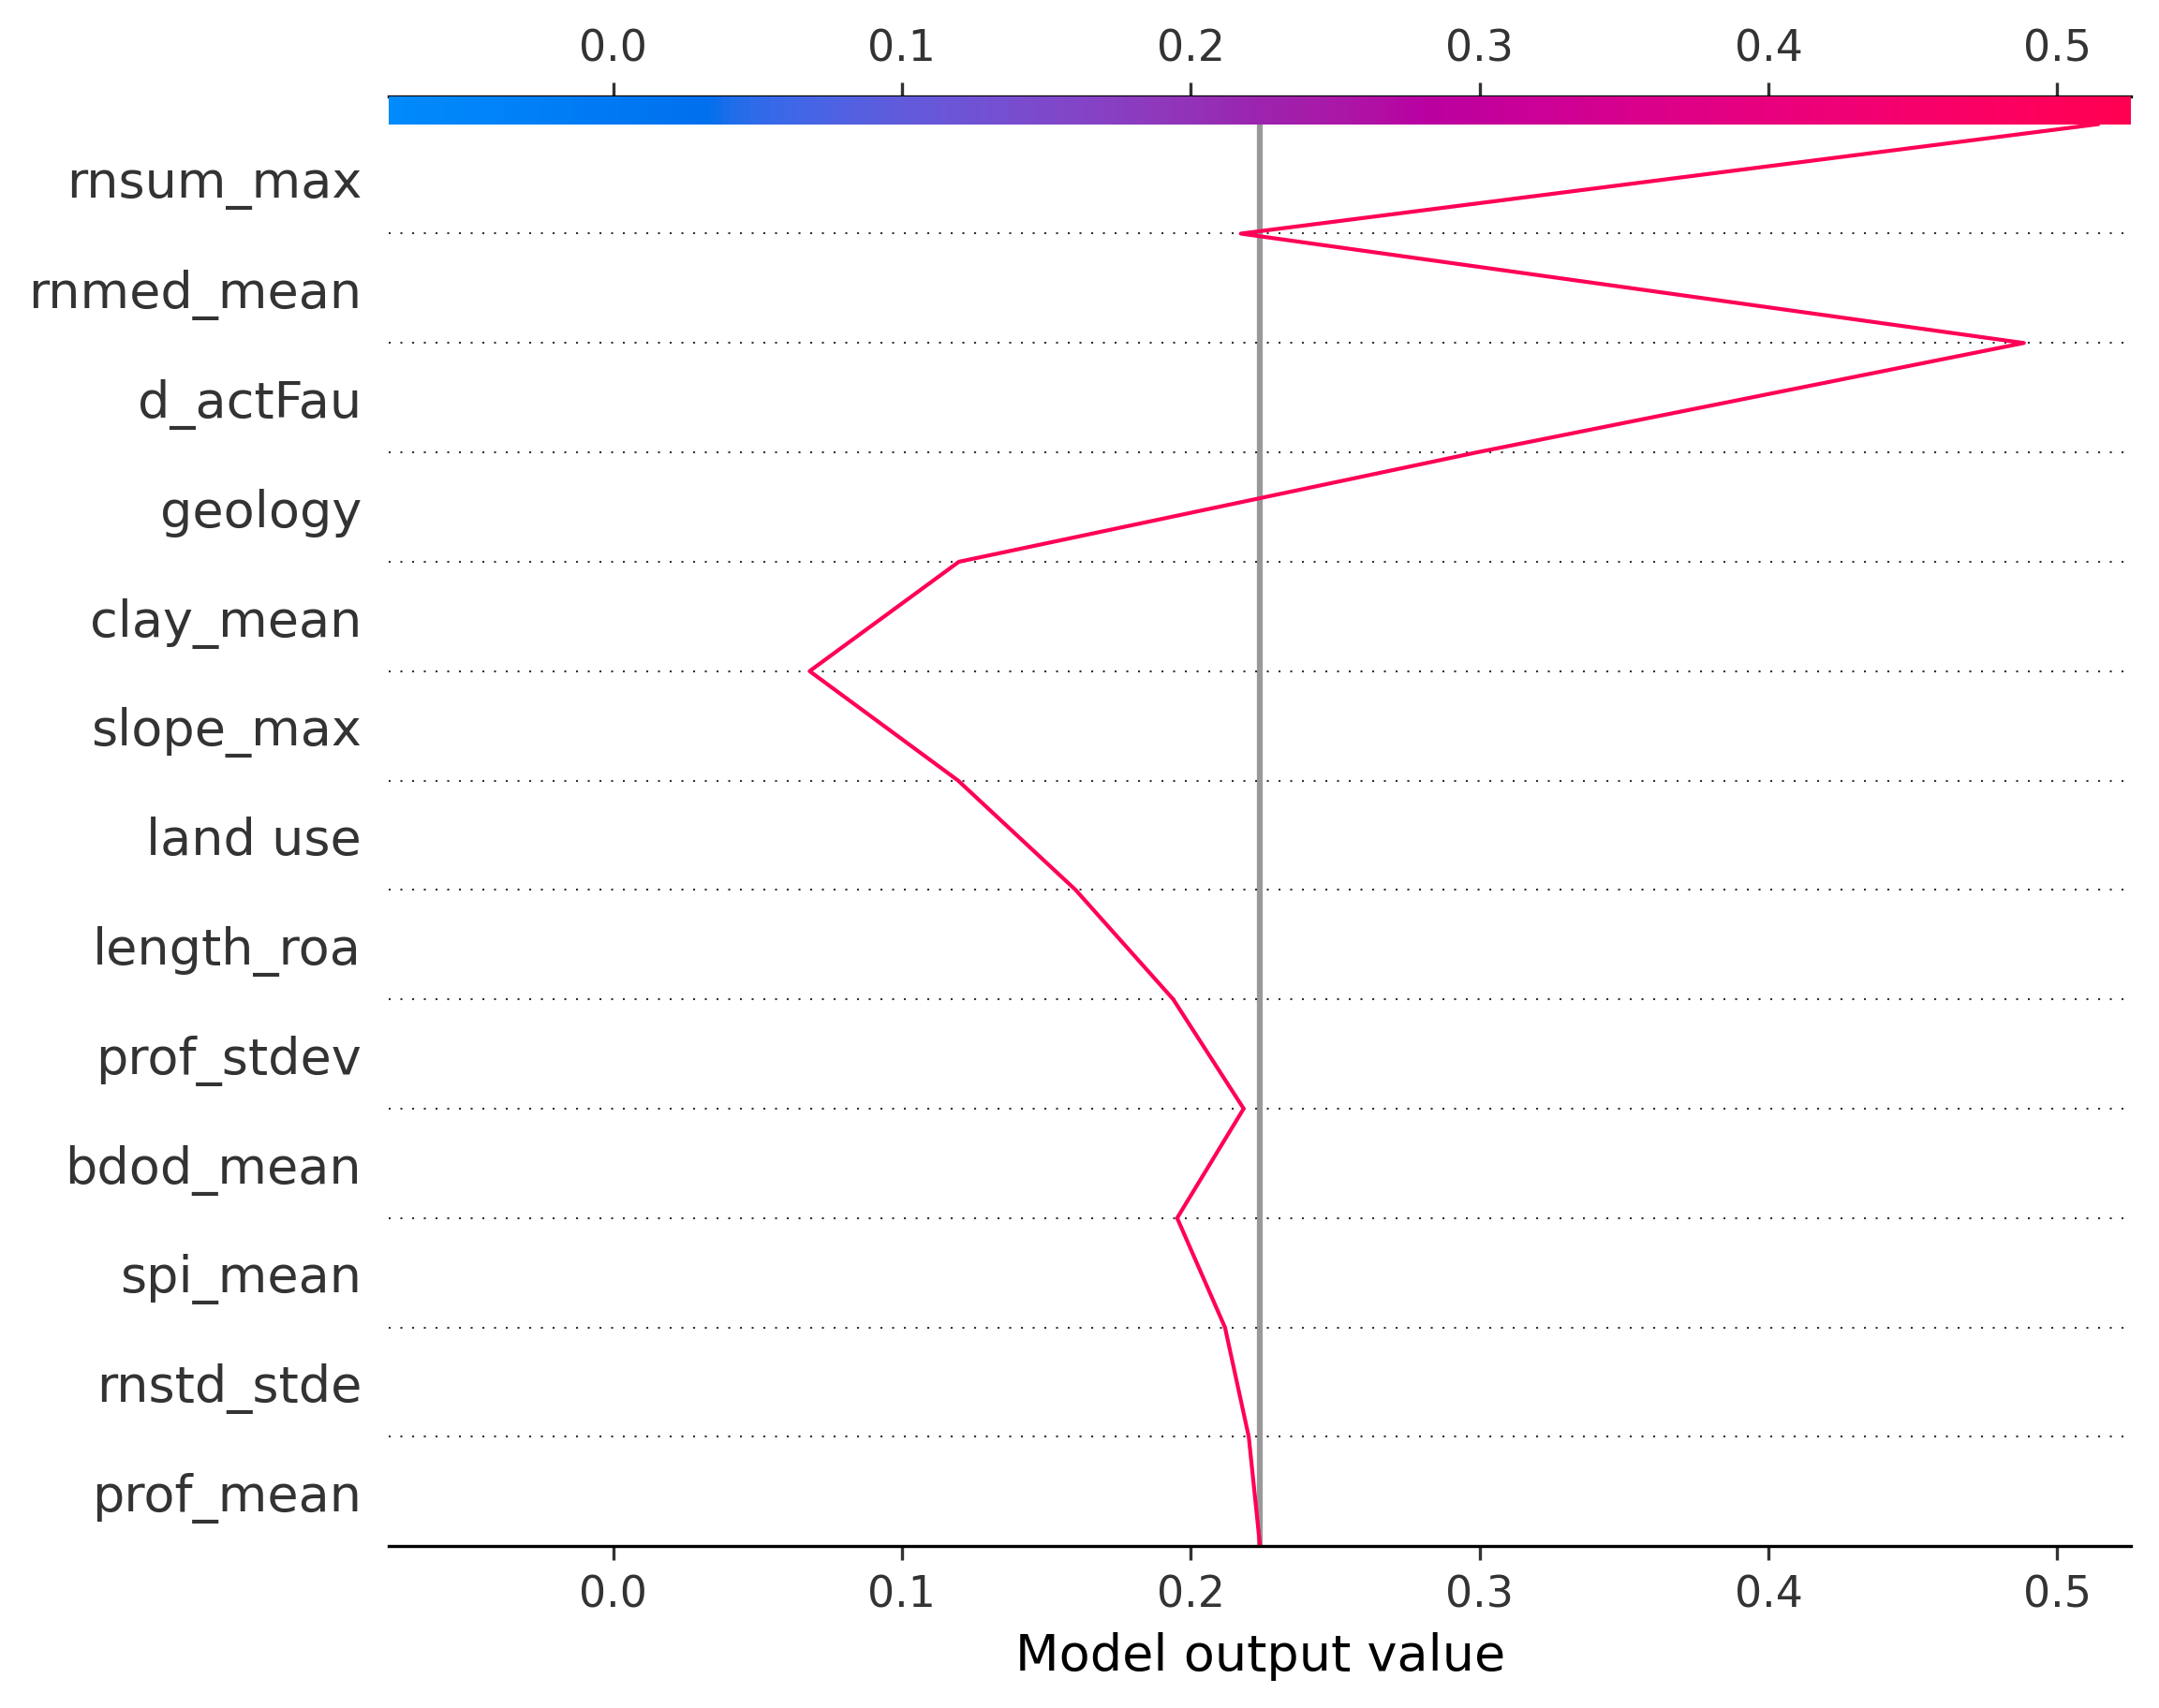 0.0 0.1 0.2 0.3 0.4 0.5
rnsum_max
rnmed_mean
d_actFau
geology
clay_mean
slope_max
land use
length_roa
prof_stdev
bdod_mean
spi_mean
rnstd_stde
prof_mean
0.0 0.1 0.2 0.3 0.4 0.5
Model output value